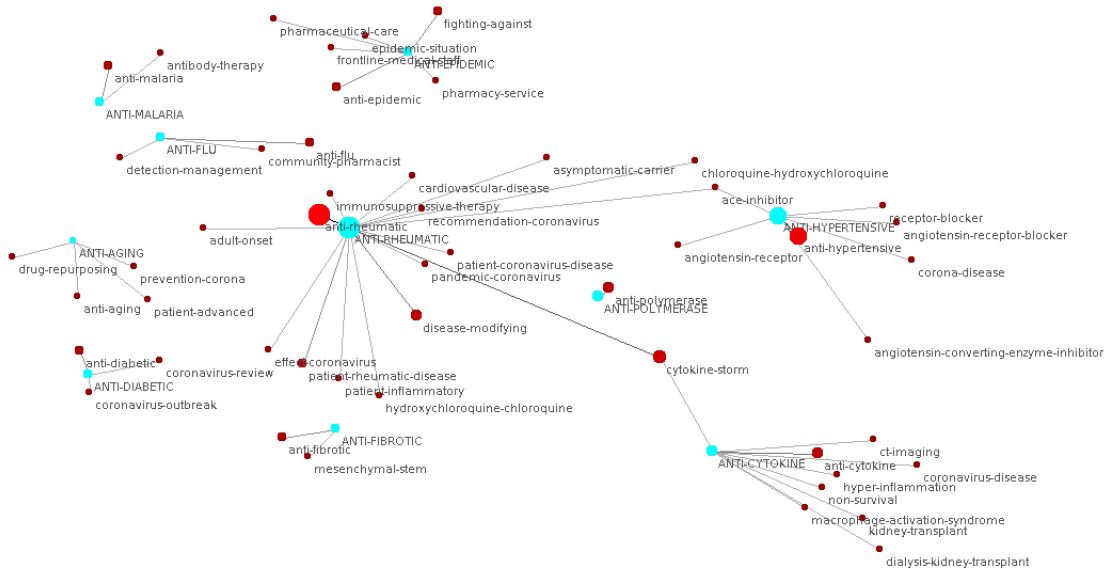 fighting-against
pharmaceutical-care
epidemic-situation
frontline-medical-staff
ANTI-EPIDEMIC
antibody-therapy
anti-malaria
pharmacy-service
anti-epidemic
ANTI-MALARIA
ANTI-FLU
anti-flu
community-pharmacist
detection-management
asymptomatic-carrier
chloroquine-hydroxychloroquine
cardiovascular-disease
ace-inhibitor
immunosuppressive-therapy
recommendation-coronavirus
receptor-blocker
anti-rheumatic
ANTI-HYPERTENSIVE
angiotensin-receptor-blocker
adult-onset
ANTI-RHEUMATIC
anti-hypertensive
ANTI-AGING
angiotensin-receptor
drug-repurposing
patient-coronavirus-disease
prevention-corona
pandemic-coronavirus
corona-disease
anti-polymerase
anti-aging
patient-advanced
ANTI-POLYMERASE
disease-modifying
angiotensin-converting-enzyme-inhibitor
anti-diabetic
effect-coronavirus
coronavirus-review
cytokine-storm
patient-rheumatic-disease
ANTI-DIABETIC
patient-inflammatory
coronavirus-outbreak
hydroxychloroquine-chloroquine
ANTI-FIBROTIC
anti-fibrotic
ct-imaging
mesenchymal-stem
ANTI-CYTOKINE
anti-cytokine
coronavirus-disease
hyper-inflammation
non-survival
macrophage-activation-syndrome
kidney-transplant
dialysis-kidney-transplant